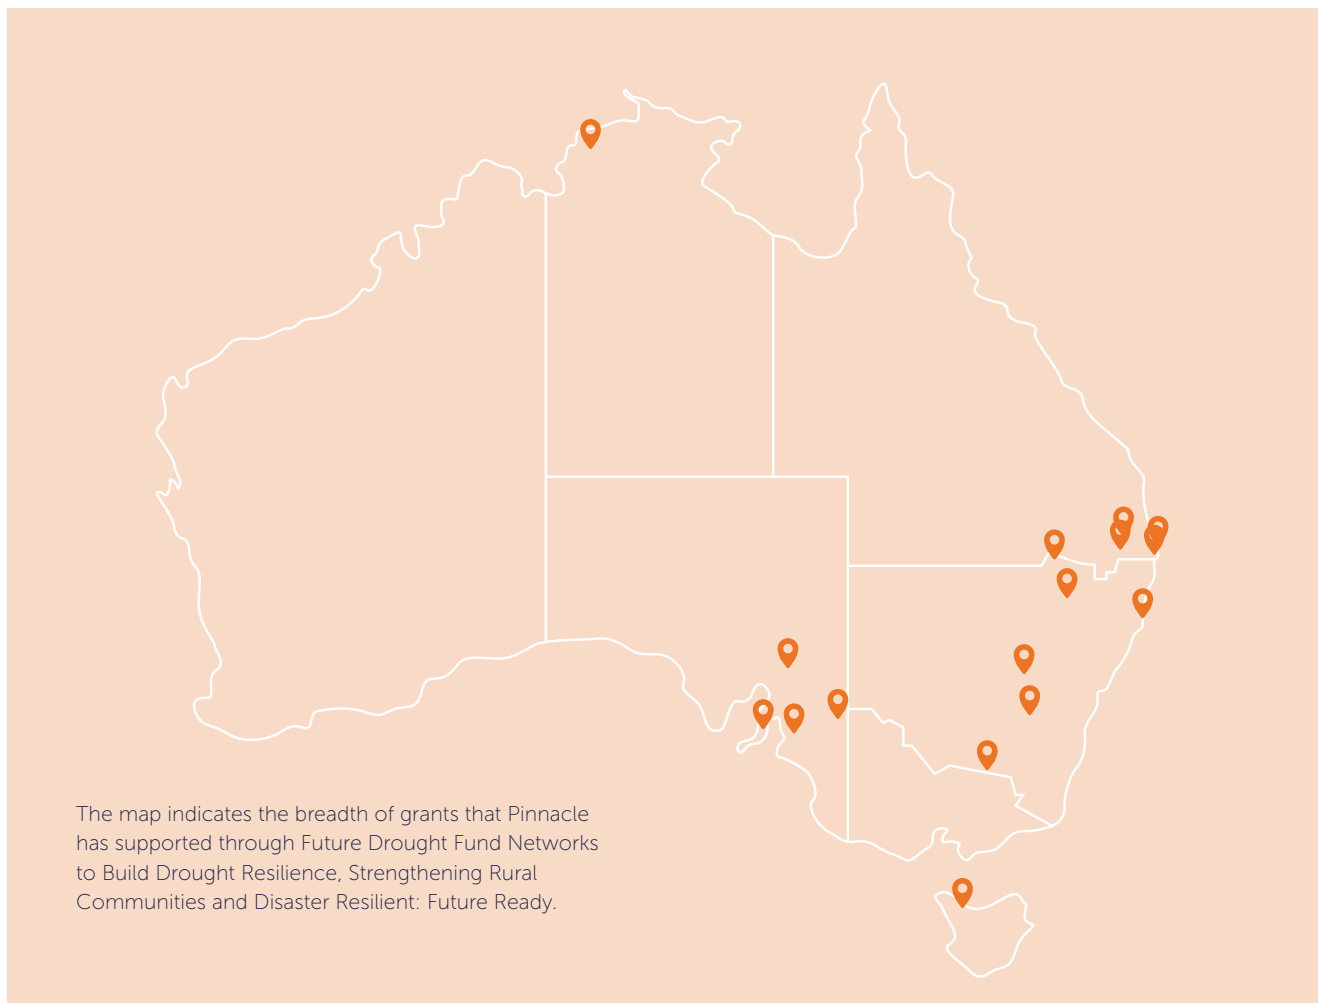 The map indicates the breadth of grants that Pinnacle
has supported through Future Drought Fund Networks
to Build Drought Resilience, Strengthening Rural
Communities and Disaster Resilient: Future Ready.